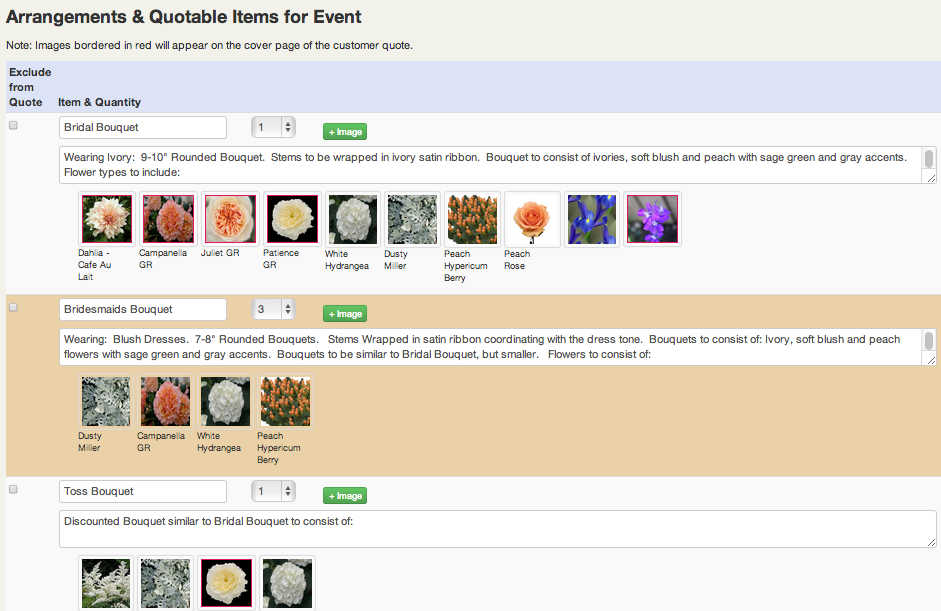 Arrangements & Quotable Items for Event
Note: Images bordered in red will appear on the cover page of the customer quote.
Exclude
from
Quote
Item & Quantity
Bridal Bouquet
1
+ Image
Wearing Ivory:  9-10" Rounded Bouquet.  Stems to be wrapped in ivory satin ribbon.  Bouquet to consist of ivories, soft blush and peach with sage green and gray accents.
Flower types to include:
Dahlia -
Cafe Au
Lait
Campanella
GR
Juliet GR
Patience
GR
White
Hydrangea
Dusty
Miller
Peach
Hypericum
Berry
Peach
Rose
Bridesmaids Bouquet
3
+ Image
Wearing:  Blush Dresses.  7-8" Rounded Bouquets.   Stems Wrapped in satin ribbon coordinating with the dress tone.  Bouquets to consist of: Ivory, soft blush and peach
flowers with sage green and gray accents.  Bouquets to be similar to Bridal Bouquet, but smaller.   Flowers to consist of:
Dusty
Miller
Campanella
GR
White
Hydrangea
Peach
Hypericum
Berry
Toss Bouquet
1
+ Image
Discounted Bouquet similar to Bridal Bouquet to consist of: